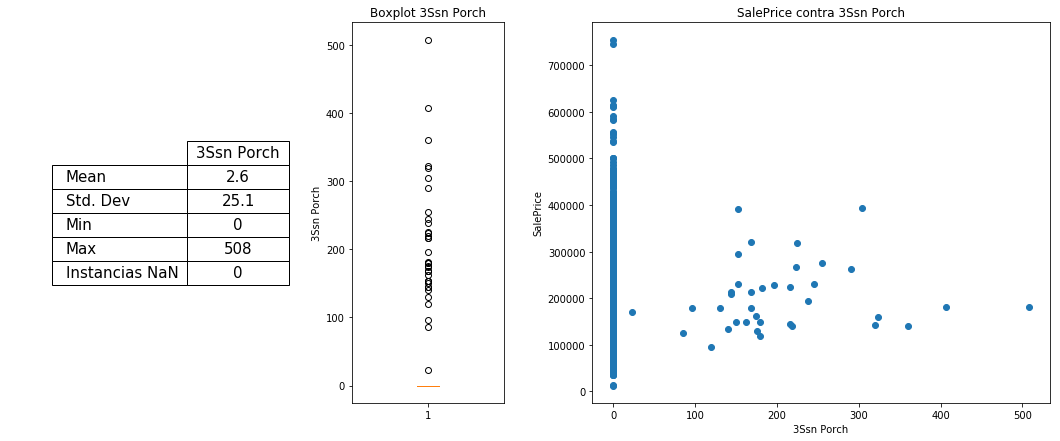 3Ssn Porch
Mean 2.6
Std. Dev 25.1
Min 0
Max 508
Instancias NaN 0
Boxplot 3Ssn Porch
3Ssn Porch
500
400
300
200
100
0
1
SalePrice contra 3Ssn Porch
SalePrice
700000
600000
500000
400000
300000
200000
100000
0
0 100 200 300 400 500
3Ssn Porch